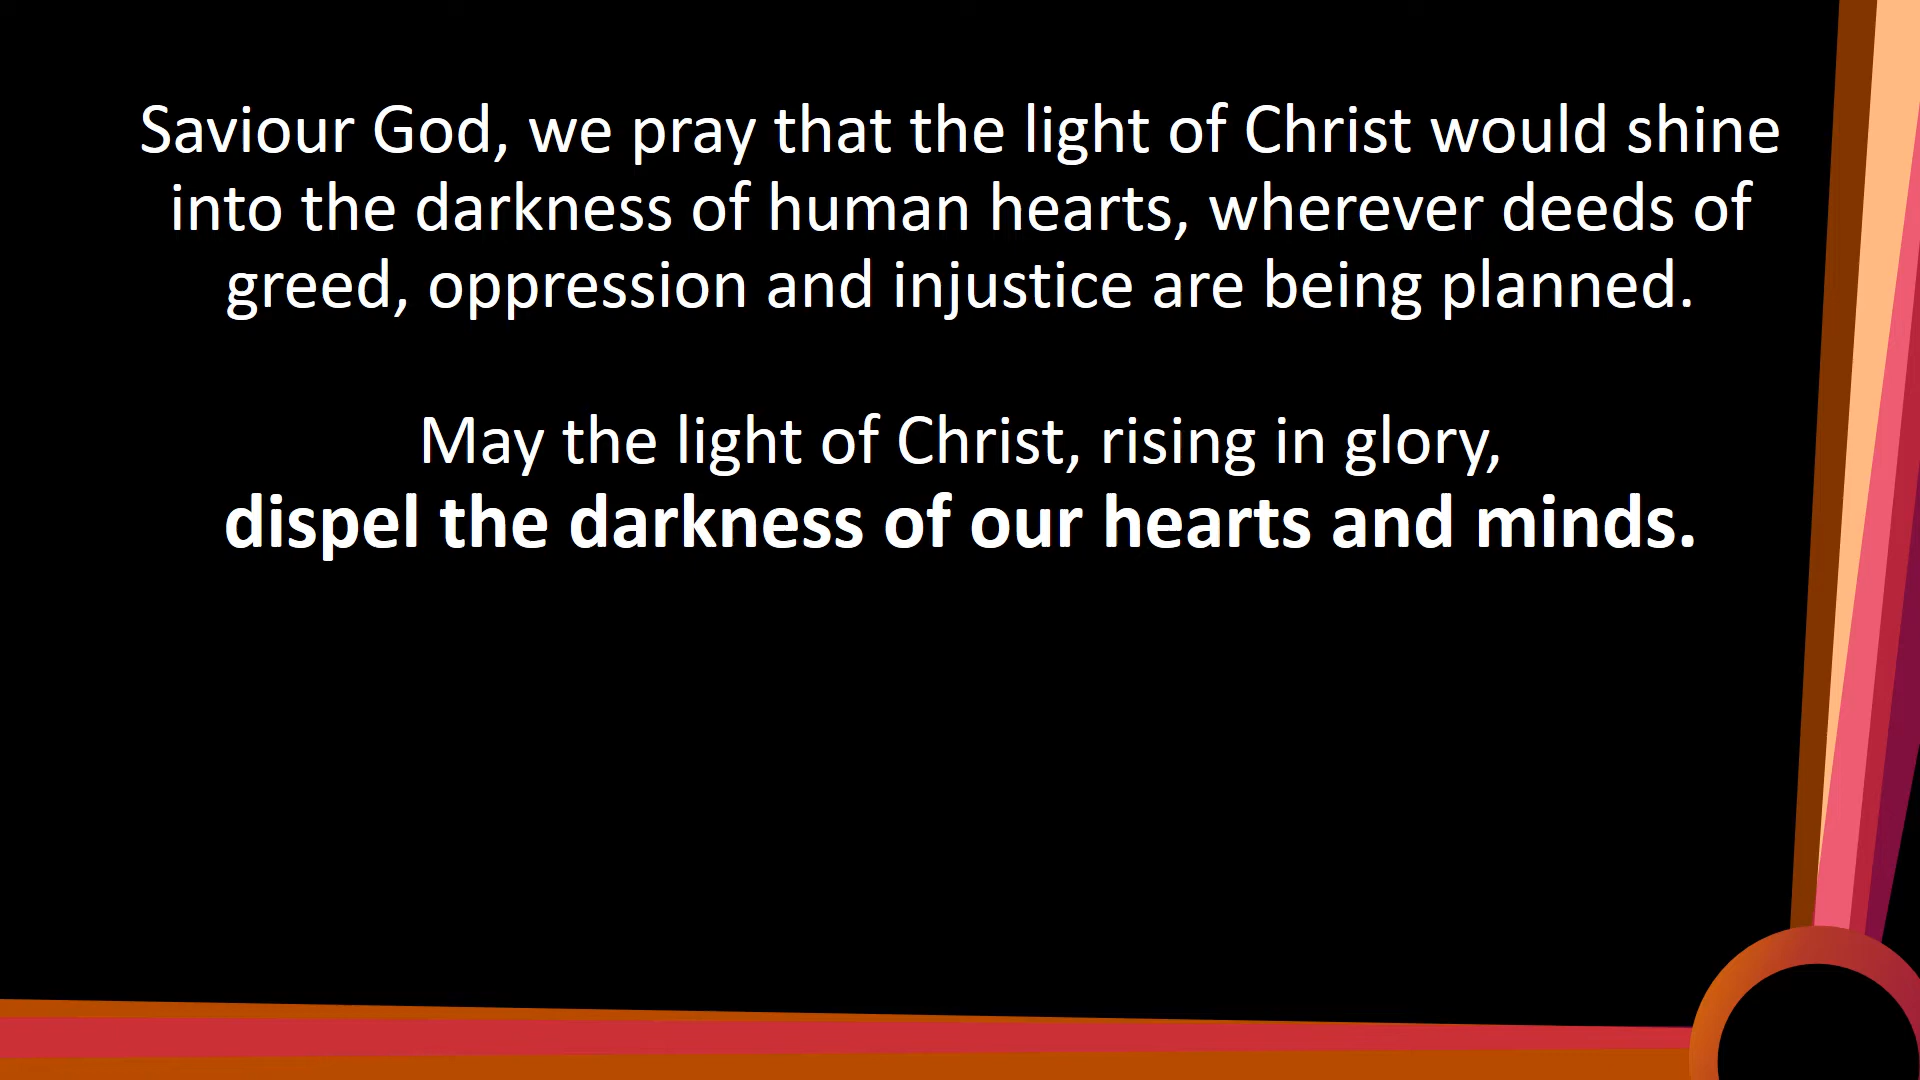 Saviour God, we pray that the light of Christ would shine
into the darkness of human hearts, wherever deeds of
greed, oppression and injustice are being planned.
May the light of Christ, rising in glory,
dispel the darkness of our hearts and minds.